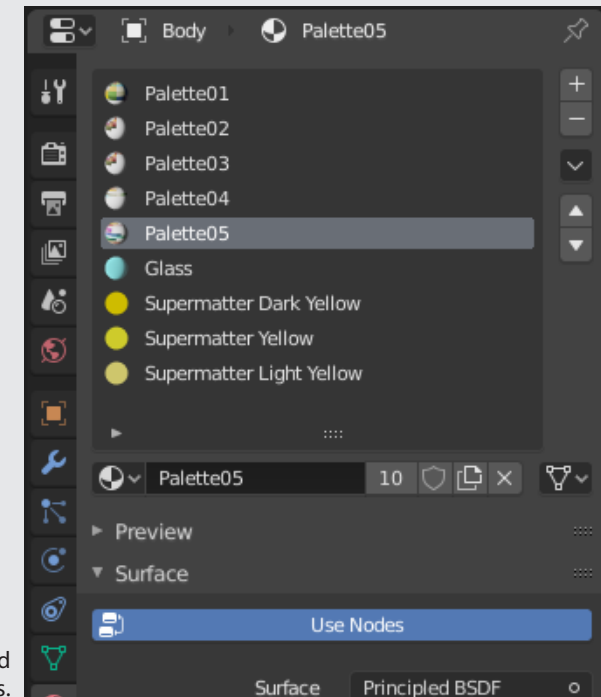 Body Palette05
Palette01
Palette02
Palette03
Palette04
Palette05
Glass
Supermatter Dark Yellow
Supermatter Yellow
Supermatter Light Yellow
Palette05 10
Preview
Surface
Use Nodes
Surface Principled BSDF